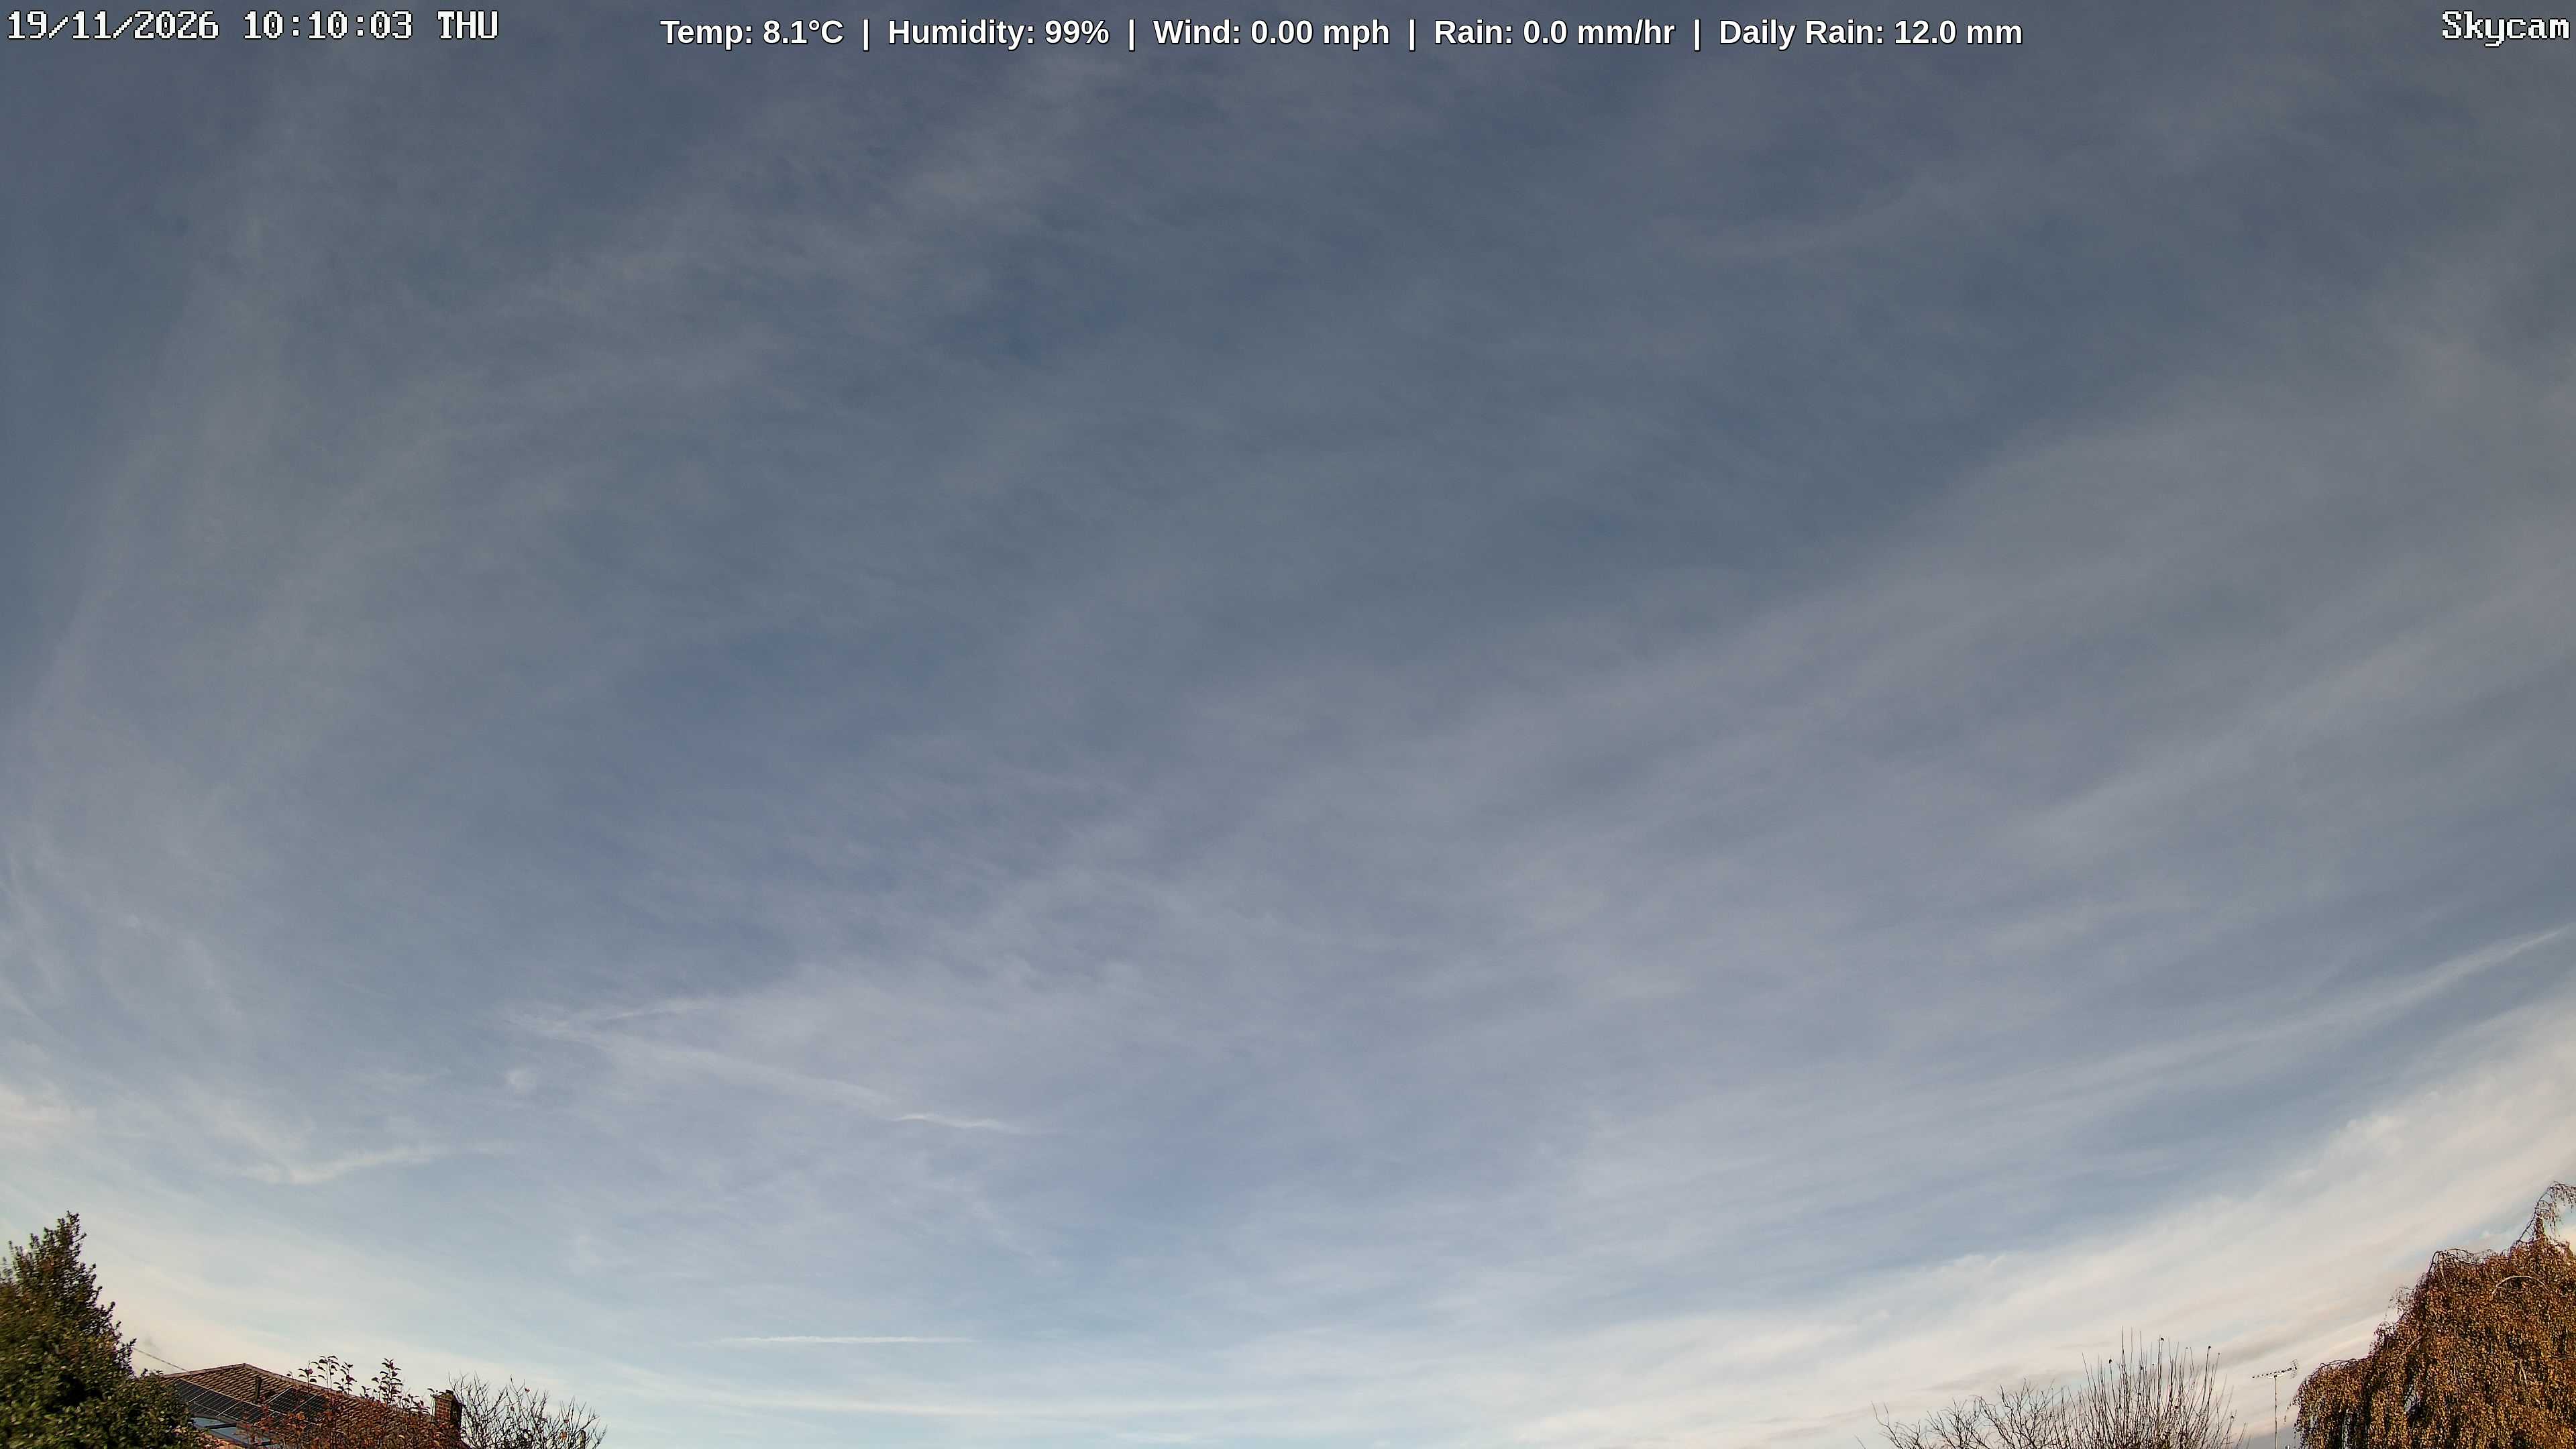 19/11/2026 10:10:03 THU
Temp: 8.1°C | Humidity: 99% | Wind: 0.00 mph | Rain: 0.0 mm/hr | Daily Rain: 12.0 mm
Skycam